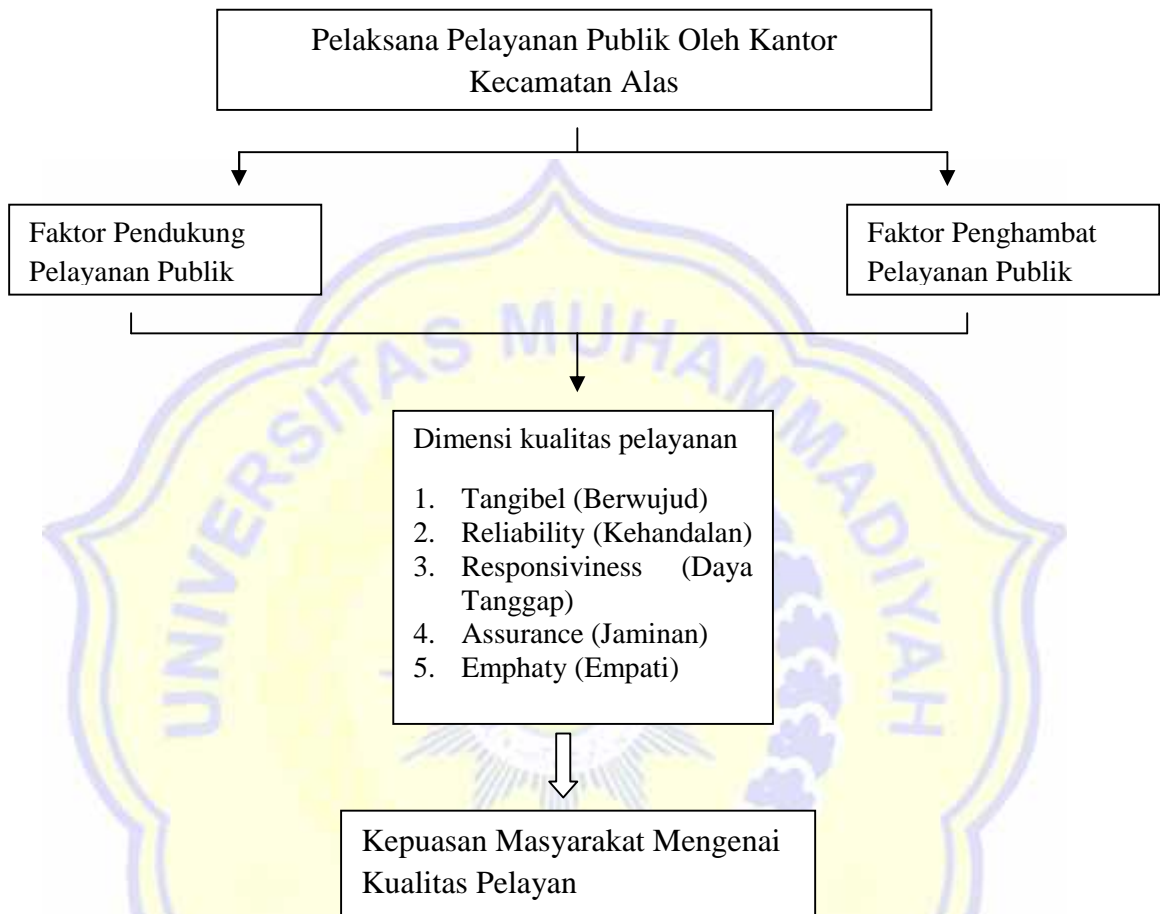 Pelaksana Pelayanan Publik Oleh Kantor
Kecamatan Alas
Faktor Pendukung
Pelayanan Publik
Faktor Penghambat
Pelayanan Publik
UNIVERSITAS MUHAMMADIYAH
Dimensi kualitas pelayanan
1. Tangibel (Berwujud)
2. Reliability (Kehandalan)
3. Responsiviness (Daya
Tanggap)
4. Assurance (Jaminan)
5. Emphaty (Empati)
Kepuasan Masyarakat Mengenai
Kualitas Pelayan